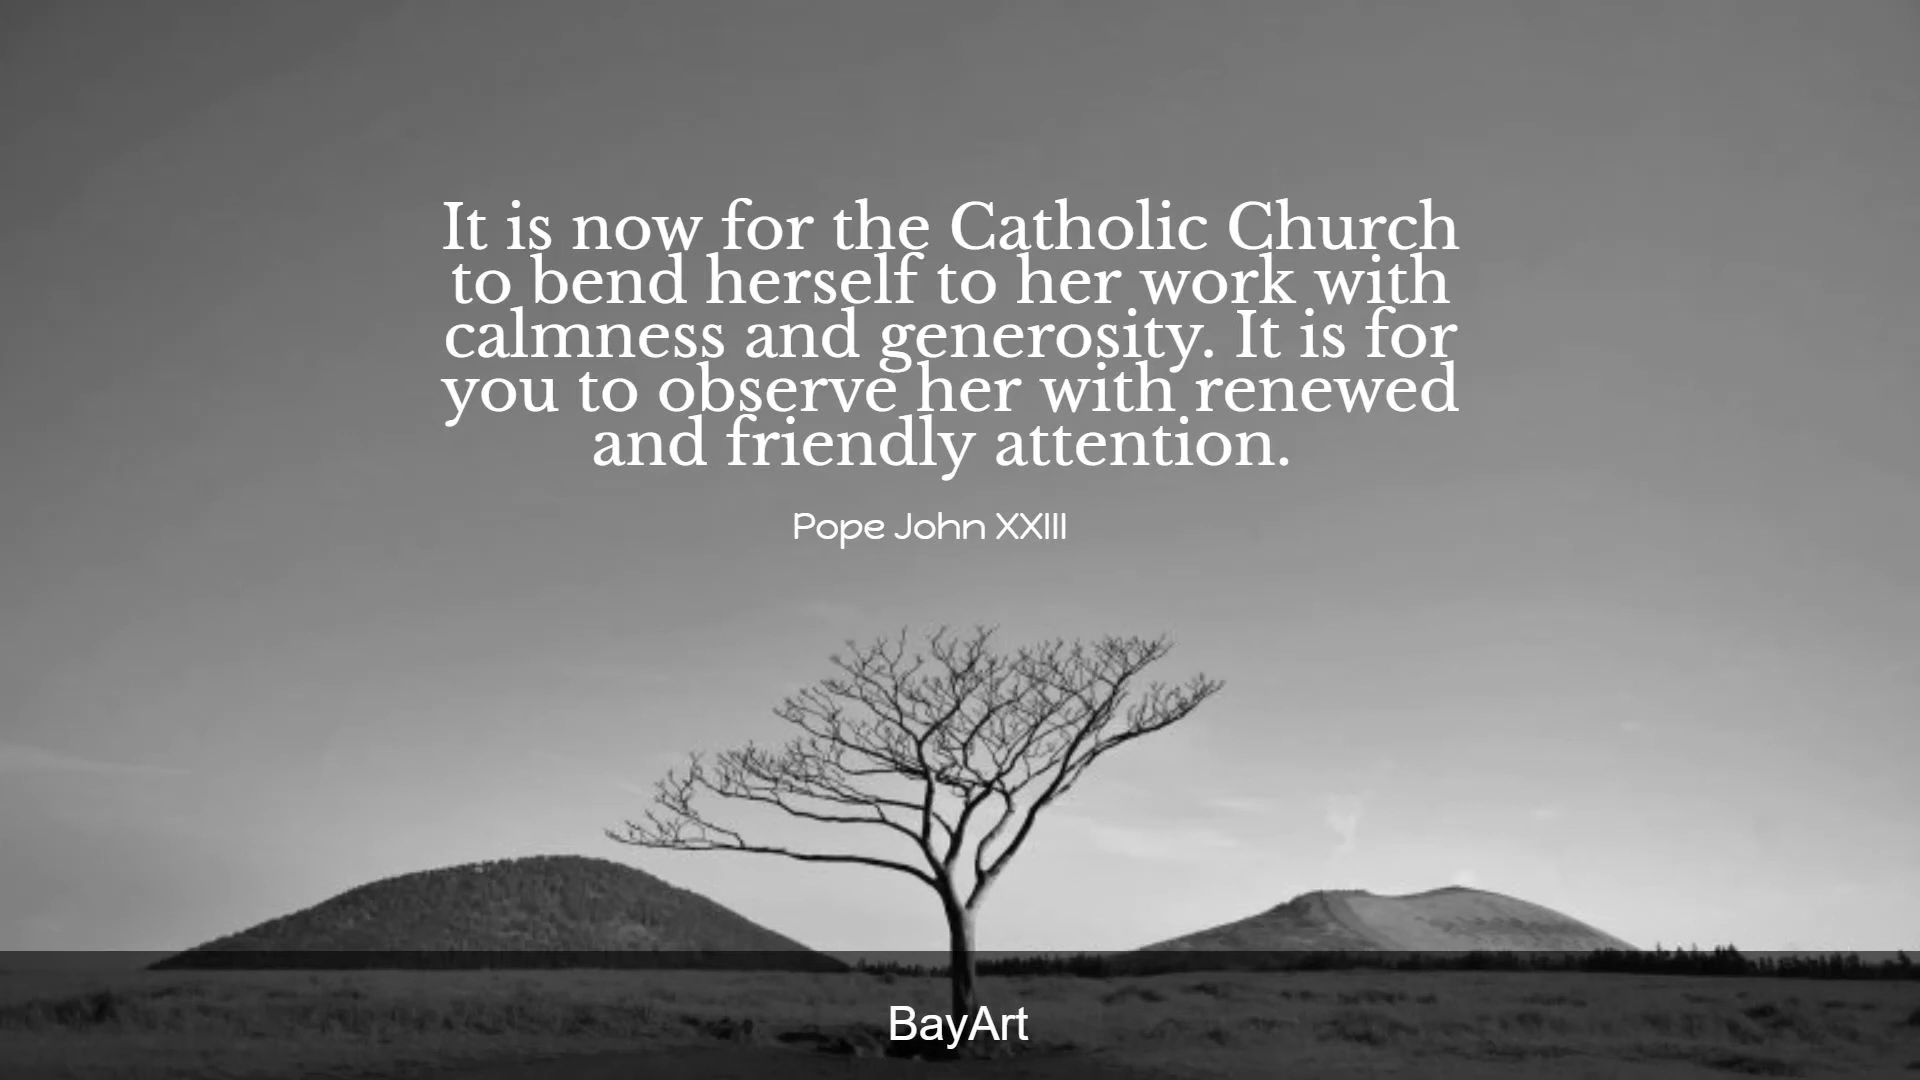 It is now for the Catholic Church
to bend herself to her work with
calmness and generosity. It is for
you to observe her with renewed
and friendly attention.
Pope John XXIII
BayArt